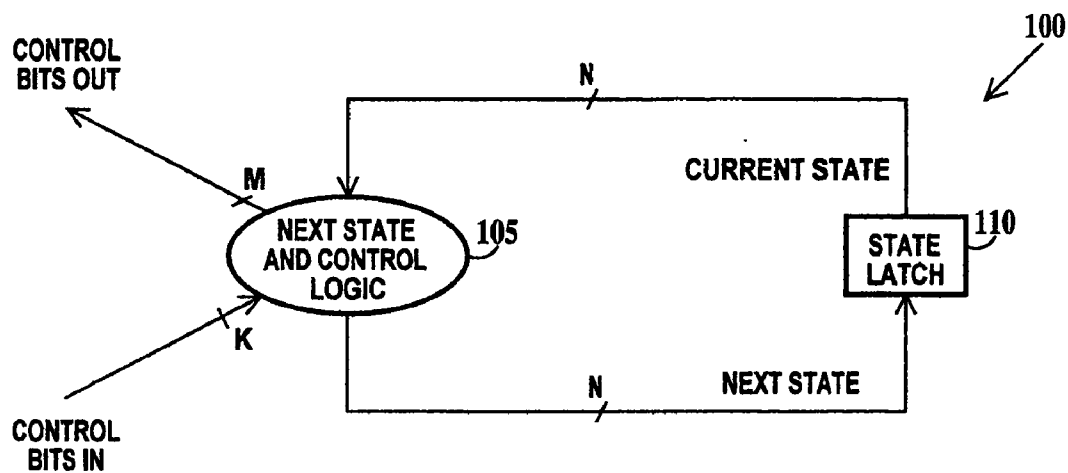 100
CONTROL
BITS OUT
N
M
CURRENT STATE
NEXT STATE
AND CONTROL
LOGIC
105
STATE
LATCH
110
K
N
NEXT STATE
CONTROL
BITS IN